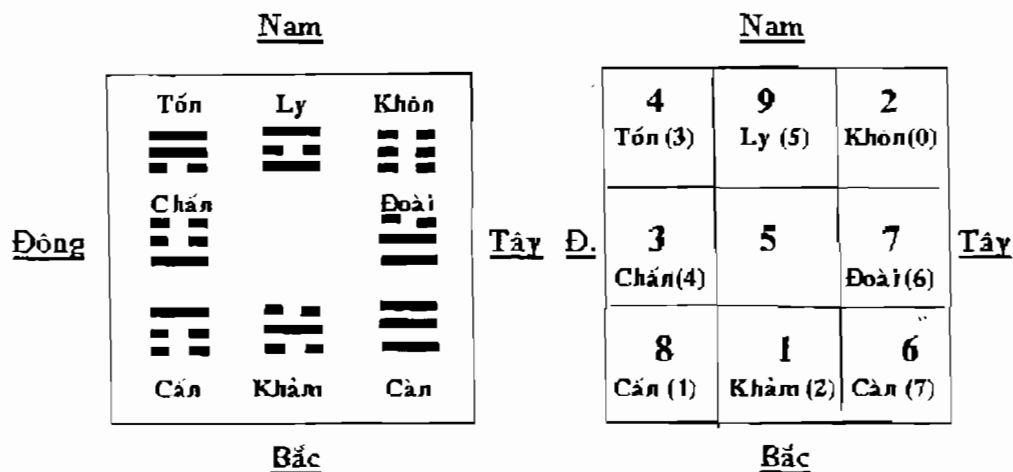 Nam
Tốn Ly Khôn
Chấn Đoài
Đông Tây
Cấn Khảm Càn
Bắc
Nam
4 9 2
Tốn (3) Ly (5) Khôn(0)
Đ. 3 5 7 Tây
Chấn(4) Đoài(6)
8 1 6
Cấn (1) Khảm (2) Càn (7)
Bắc